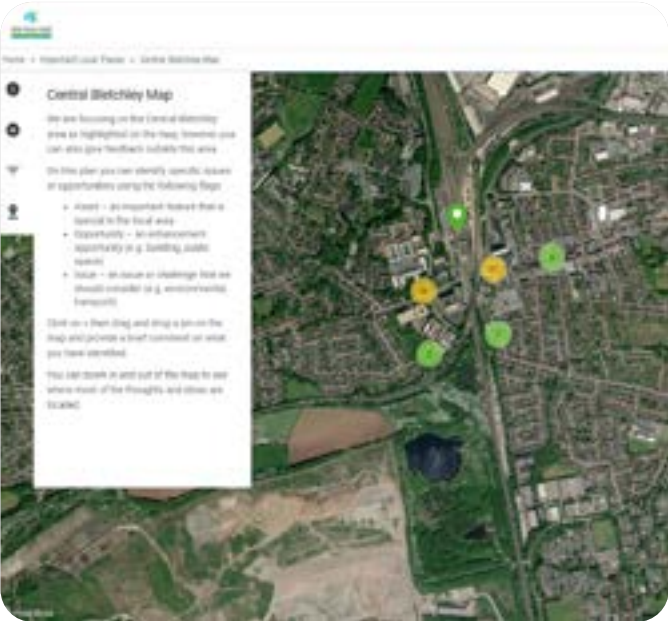 Home > Important Local Places > Central Bletchley Map
Central Bletchley Map
We are focusing on the Central Bletchley
area as highlighted on the map, however you
can also give feedback outside this area.
On this plan you can identify specific issues
or opportunities using the following flags:
Asset – an important feature that is
special in the local area
Opportunity – an enhancement
opportunity (e.g. building, public
space)
Issue – an issue or challenge that we
should consider (e.g. environmental,
transport)
Click on + then drag and drop a pin on the
map and provide a brief comment on what
you have identified.
You can zoom in and out of the map to see
where most of the thoughts and ideas are
located.